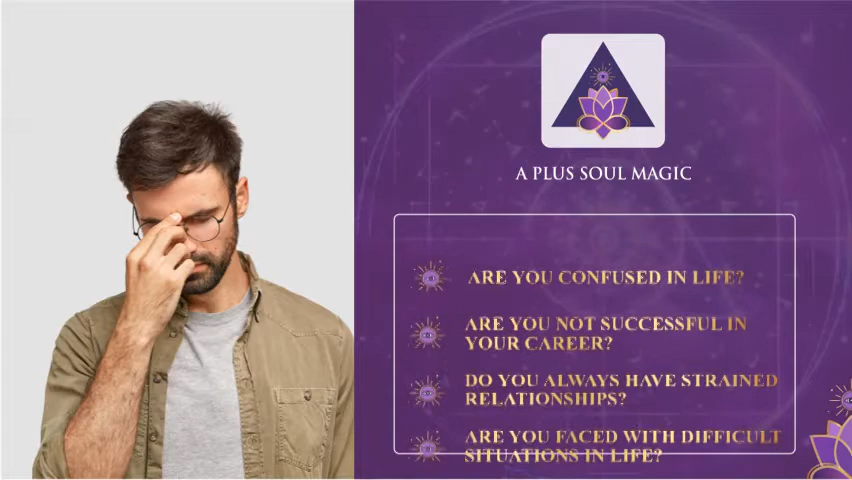 A PLUS SOUL MAGIC
ARE YOU CONFUSED IN LIFE?
ARE YOU NOT SUCCESSFUL IN
YOUR CAREER?
DO YOU ALWAYS HAVE STRAINED
RELATIONSHIPS?
ARE YOU FACED WITH DIFFICULT
SITUATIONS IN LIFE?